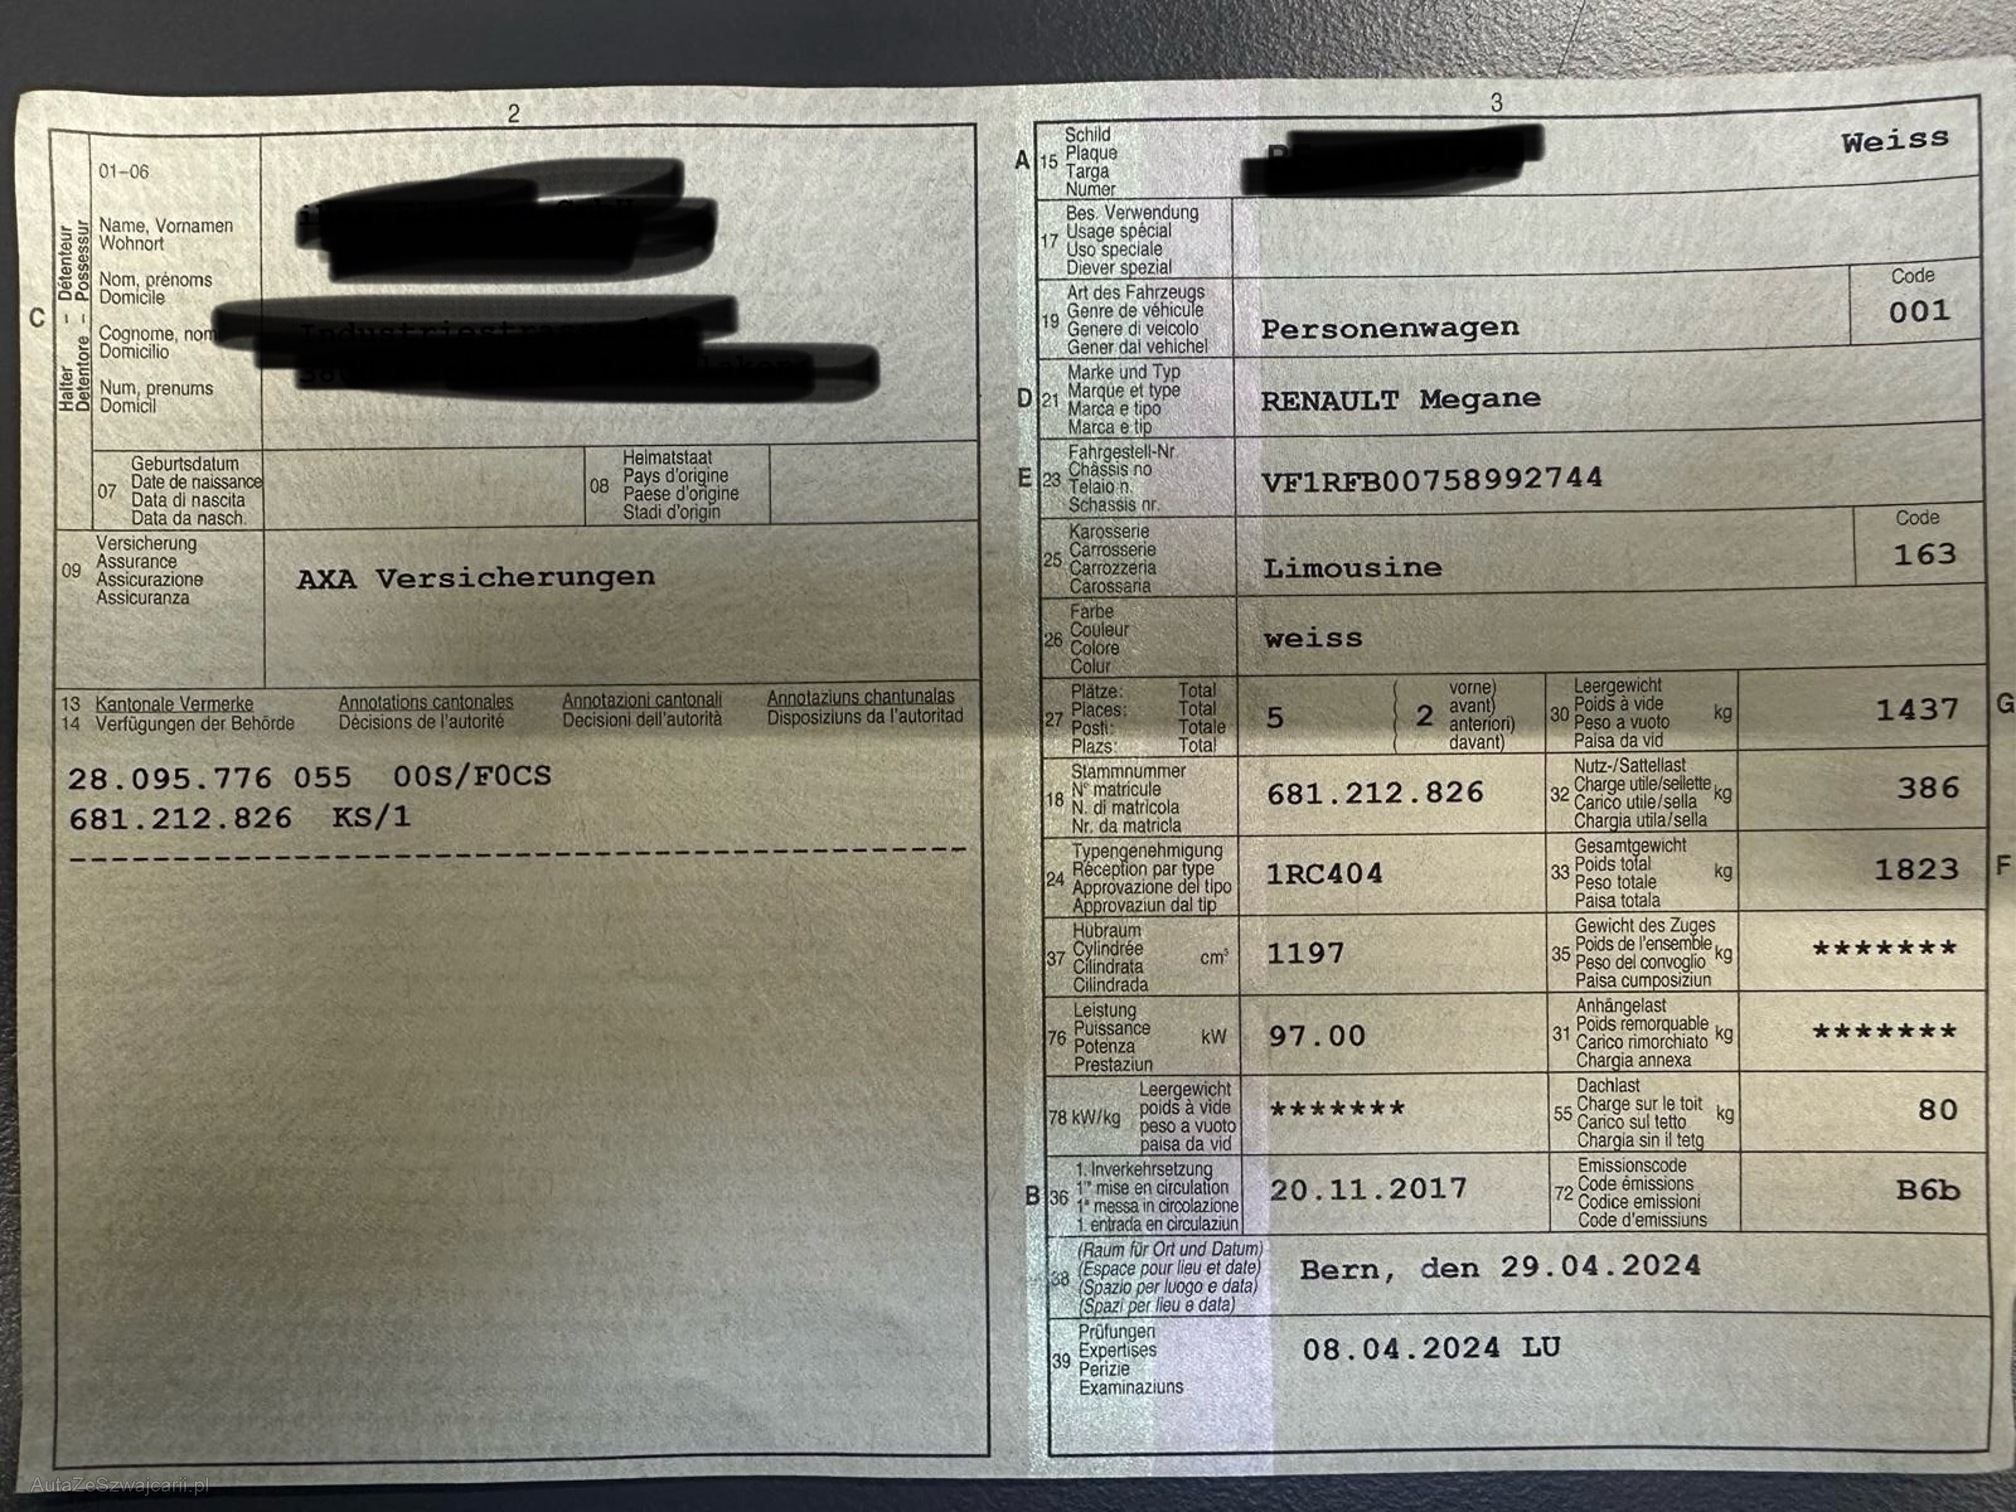 2
01-06
Name, Vornamen
Wohnort
Nom, prénoms
Domicile
Cognome, nom
Domicilio
Num, prenums
Domicil
C
Halter - Détenteur
Detentore - Possessur
07
Geburtsdatum
Date de naissance
Data di nascita
Data da nasch.
08
Heimatstaat
Pays d'origine
Paese d'origine
Stadi d'origin
09
Versicherung
Assurance
Assicurazione
Assicuranza
AXA Versicherungen
13 Kantonale Vermerke Annotations cantonales Annotazioni cantonali Annotaziuns chantunalas
14 Verfügungen der Behörde Décisions de l'autorité Decisioni dell'autorità Disposiziuns da l'autoritad
28.095.776 055 00S/F0CS
681.212.826 KS/1
3
A 15
Schild
Plaque
Targa
Numer
Weiss
17
Bes. Verwendung
Usage spécial
Uso speciale
Diever spezial
19
Art des Fahrzeugs
Genre de véhicule
Genere di veicolo
Gener dal vehichel
Personenwagen
Code
001
D 21
Marke und Typ
Marque et type
Marca e tipo
Marca e tip
RENAULT Megane
E 23
Fahrgestell-Nr.
Châssis no
Telaio n.
Schassis nr.
VF1RFB00758992744
25
Karosserie
Carrosserie
Carrozzeria
Carossaria
Limousine
Code
163
26
Farbe
Couleur
Colore
Colur
weiss
27
Plätze: Total
Places: Total
Posti: Totale
Plazs: Total
5
2
vorne)
avant)
anteriori)
davant)
30
Leergewicht
Poids à vide
Peso a vuoto
Paisa da vid
kg
1437
G
18
Stammnummer
N° matricule
N. di matricola
Nr. da matricla
681.212.826
32
Nutz-/Sattellast
Charge utile/sellette
Carico utile/sella
Chargia utila/sella
kg
386
24
Typengenehmigung
Réception par type
Approvazione del tipo
Approvaziun dal tip
1RC404
33
Gesamtgewicht
Poids total
Peso totale
Paisa totala
kg
1823
F
37
Hubraum
Cylindrée
Cilindrata
Cilindrada
cm³
1197
35
Gewicht des Zuges
Poids de l'ensemble
Peso del convoglio
Paisa cumposiziun
kg
*******
76
Leistung
Puissance
Potenza
Prestaziun
kW
97.00
31
Anhängelast
Poids remorquable
Carico rimorchiato
Chargia annexa
kg
*******
78 kW/kg
Leergewicht
poids à vide
peso a vuoto
paisa da vid
*******
55
Dachlast
Charge sur le toit
Carico sul tetto
Chargia sin il tetg
kg
80
B 36
1. Inverkehrsetzung
1re mise en circulation
1a messa in circolazione
1. entrada en circulaziun
20.11.2017
72
Emissionscode
Code émissions
Codice emissioni
Code d'emissiuns
B6b
38
(Raum für Ort und Datum)
(Espace pour lieu et date)
(Spazio per luogo e data)
(Spazi per lieu e data)
Bern, den 29.04.2024
39
Prüfungen
Expertises
Perizie
Examinaziuns
08.04.2024 LU
AutaZeSzwajcarii.pl